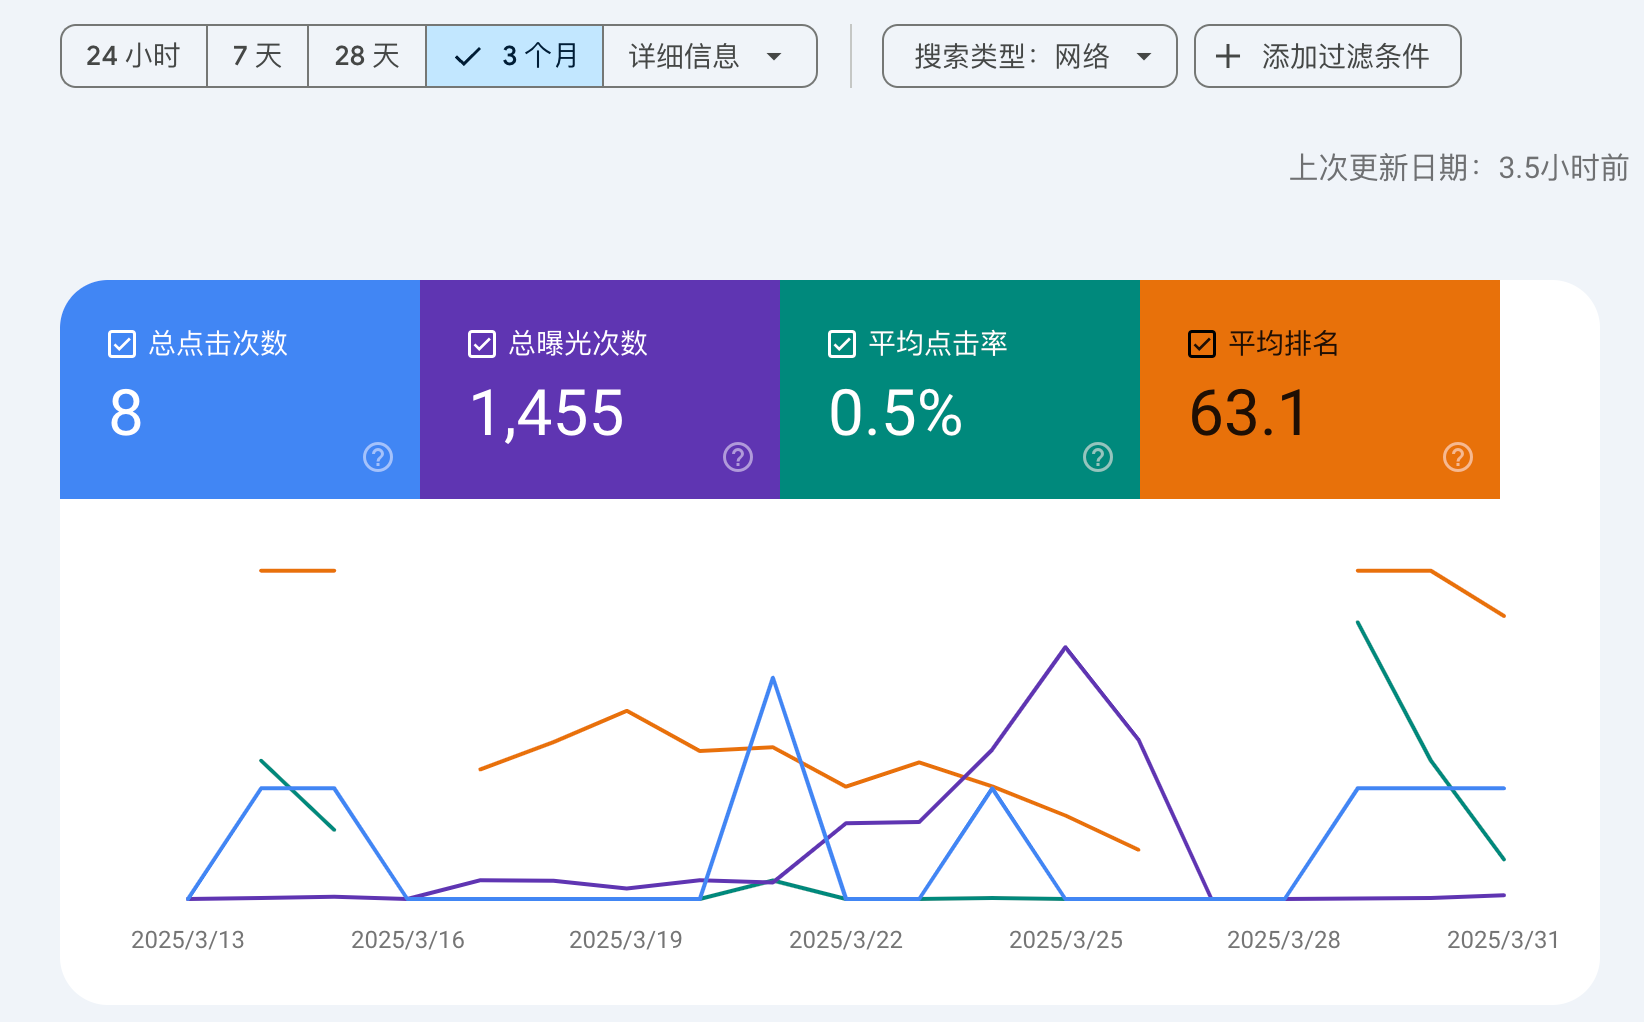 24 小时 7 天 28 天 3 个月 详细信息 搜索类型：网络 添加过滤条件
上次更新日期：3.5小时前
总点击次数 总曝光次数 平均点击率 平均排名
8 1,455 0.5% 63.1
2025/3/13 2025/3/16 2025/3/19 2025/3/22 2025/3/25 2025/3/28 2025/3/31